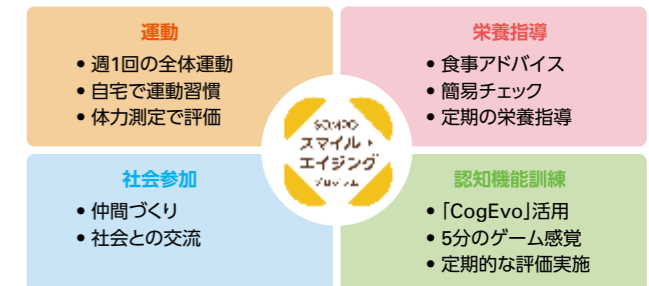 運動
• 週1回の全体運動
• 自宅で運動習慣
• 体力測定で評価
栄養指導
• 食事アドバイス
• 簡易チェック
• 定期の栄養指導
SOMPO
スマイル・
エイジング
プログラム
社会参加
• 仲間づくり
• 社会との交流
認知機能訓練
• 「CogEvo」活用
• 5分のゲーム感覚
• 定期的な評価実施